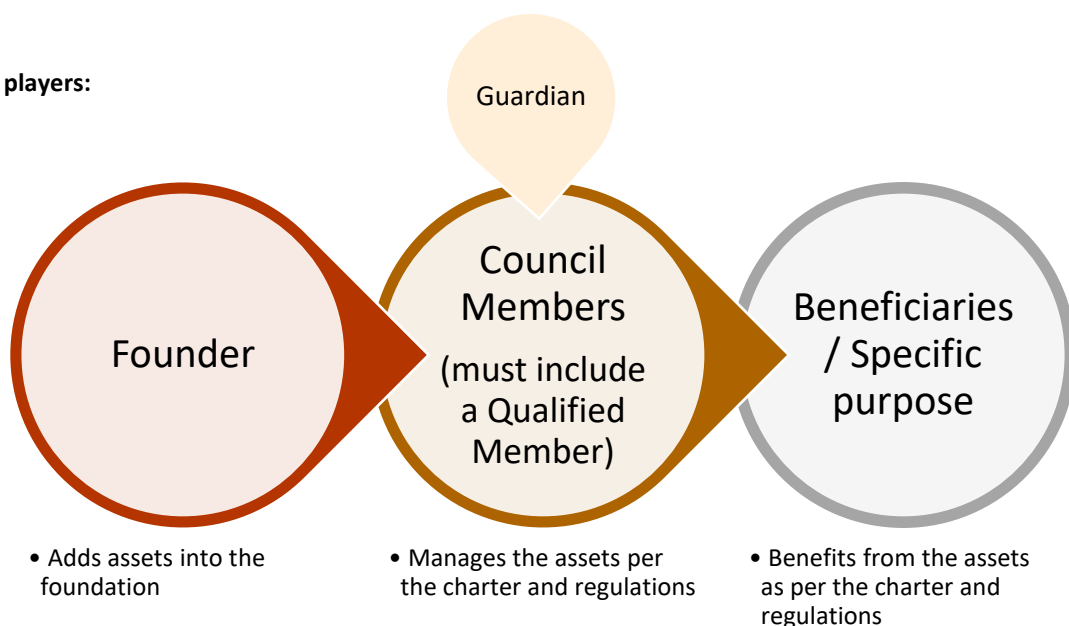 players:
Guardian
Founder
Council
Members
(must include
a Qualified
Member)
Beneficiaries
/ Specific
purpose
• Adds assets into the
foundation
• Manages the assets per
the charter and regulations
• Benefits from the assets
as per the charter and
regulations